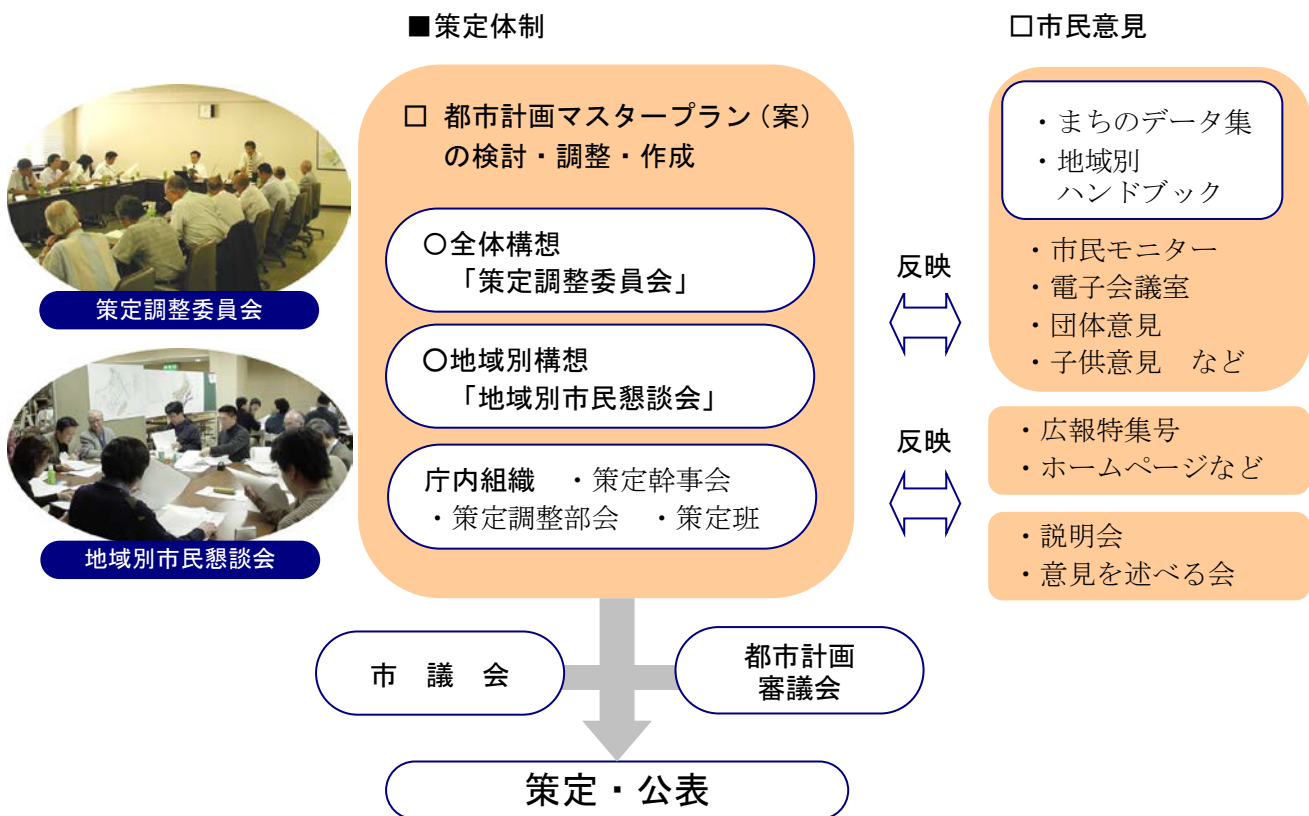 ■策定体制
□ 都市計画マスタープラン(案)
の検討・調整・作成
〇全体構想
「策定調整委員会」
〇地域別構想
「地域別市民懇談会」
庁内組織 ・策定幹事会
・策定調整部会 ・策定班
策定調整委員会
地域別市民懇談会
反映
反映
□市民意見
・まちのデータ集
・地域別
ハンドブック
・市民モニター
・電子会議室
・団体意見
・子供意見 など
・広報特集号
・ホームページなど
・説明会
・意見を述べる会
市 議 会
都市計画
審議会
策定・公表